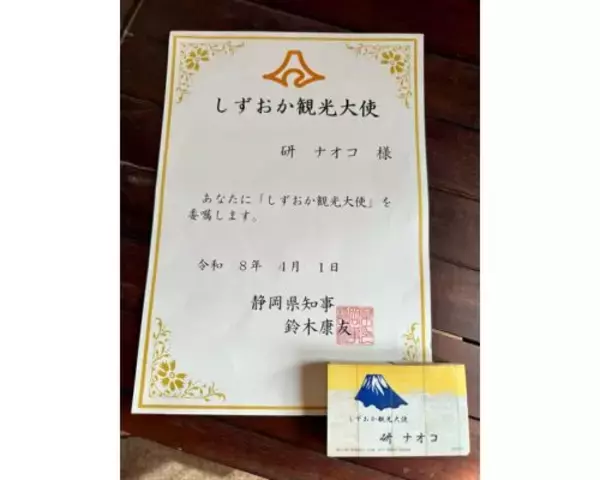 しずおか観光大使
研 ナオコ 様
あなたに「しずおか観光大使」を
委嘱します。
令和 8年 4月 1日
静岡県知事
鈴木康友
しずおか観光大使
研 ナオコ